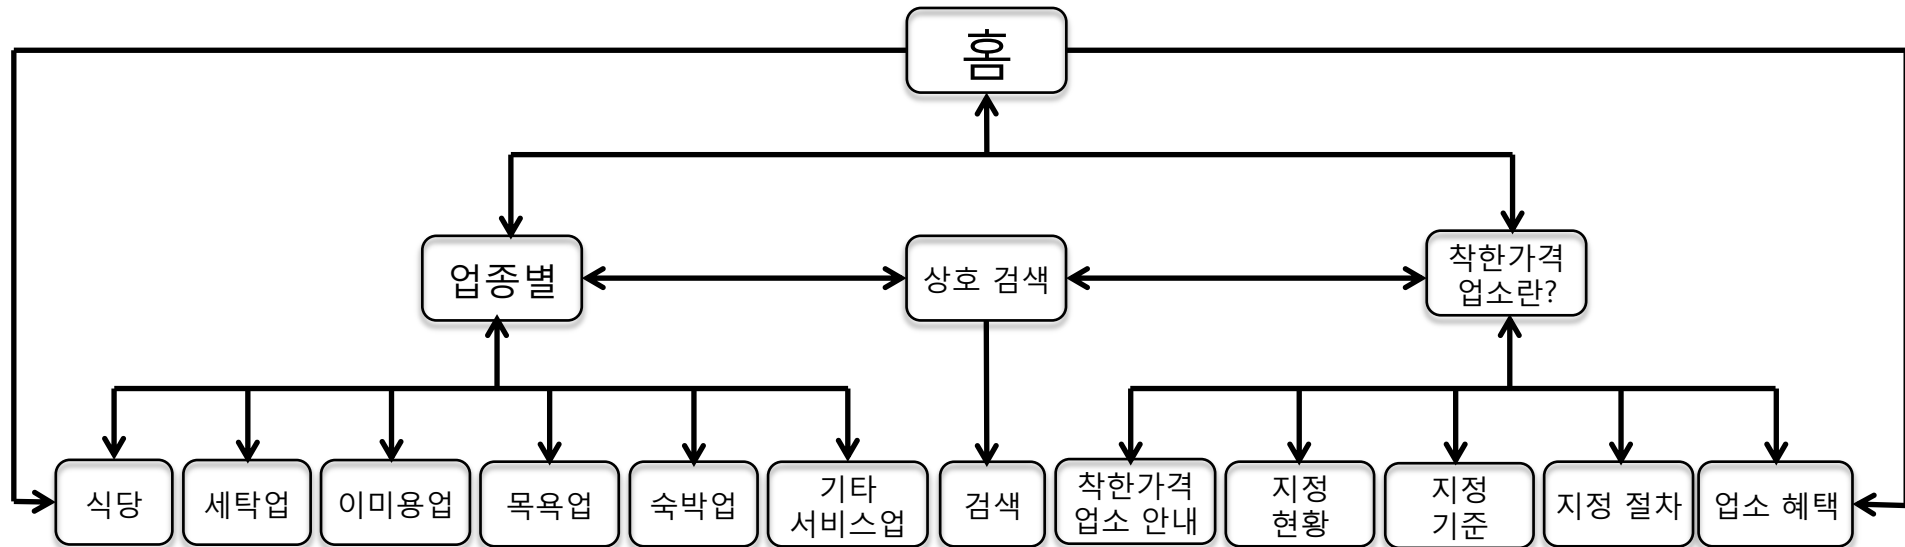 홈
업종별
상호 검색
착한가격
업소란?
식당
세탁업
이미용업
목욕업
숙박업
기타
서비스업
검색
착한가격
업소 안내
지정
현황
지정
기준
지정 절차
업소 혜택